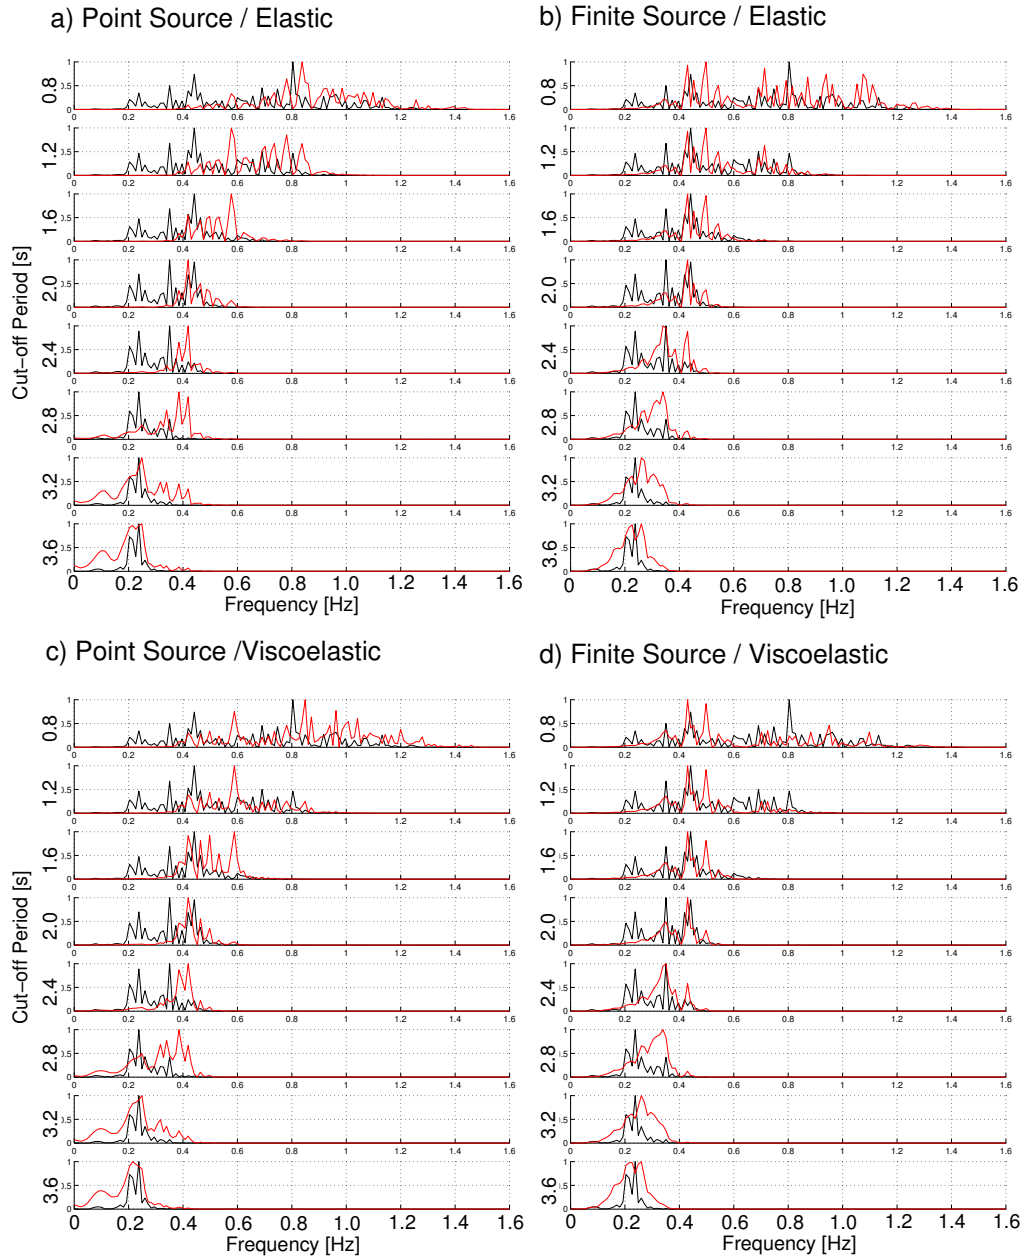 a) Point Source / Elastic
b) Finite Source / Elastic
c) Point Source /Viscoelastic
d) Finite Source / Viscoelastic
Cut-off Period [s]
0.8
1.2
1.6
2.0
2.4
2.8
3.2
3.6
0 0.2 0.4 0.6 0.8 1.0 1.2 1.4 1.6
Frequency [Hz]
Frequency [Hz]
Cut-off Period [s]
0.8
1.2
1.6
2.0
2.4
2.8
3.2
3.6
0 0.2 0.4 0.6 0.8 1.0 1.2 1.4 1.6
Frequency [Hz]
Frequency [Hz]